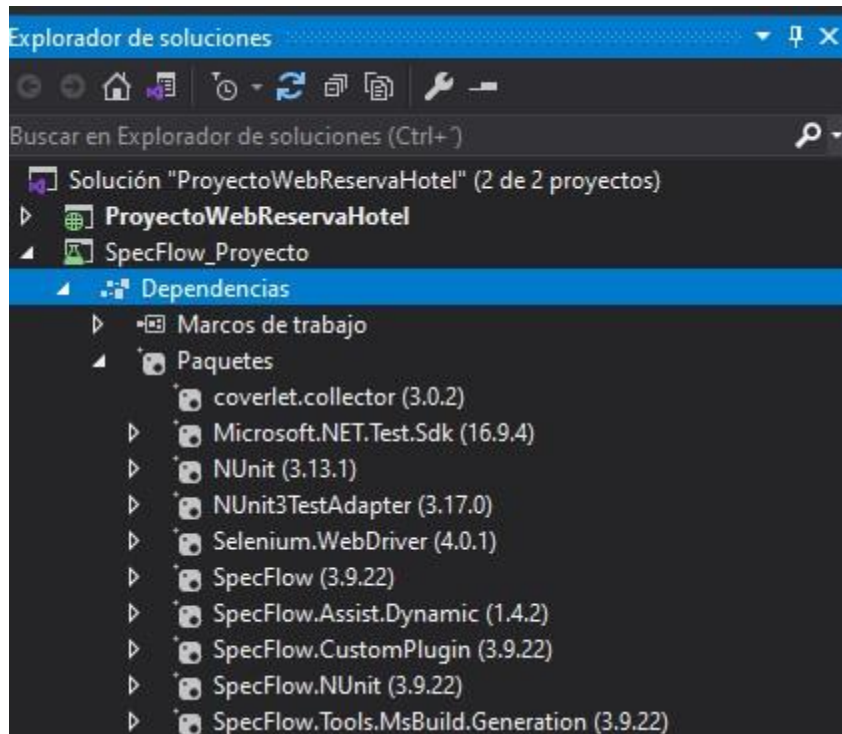 Explorador de soluciones
Buscar en Explorador de soluciones (Ctrl+´)
Solución "ProyectoWebReservaHotel" (2 de 2 proyectos)
ProyectoWebReservaHotel
SpecFlow_Proyecto
Dependencias
Marcos de trabajo
Paquetes
coverlet.collector (3.0.2)
Microsoft.NET.Test.Sdk (16.9.4)
NUnit (3.13.1)
NUnit3TestAdapter (3.17.0)
Selenium.WebDriver (4.0.1)
SpecFlow (3.9.22)
SpecFlow.Assist.Dynamic (1.4.2)
SpecFlow.CustomPlugin (3.9.22)
SpecFlow.NUnit (3.9.22)
SpecFlow.Tools.MsBuild.Generation (3.9.22)